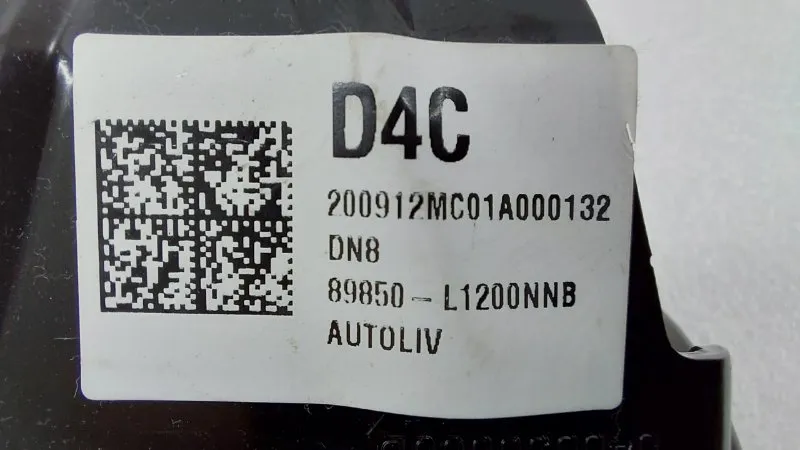 D4C
200912MC01A000132
DN8
89850-L1200NNB
AUTOLIV